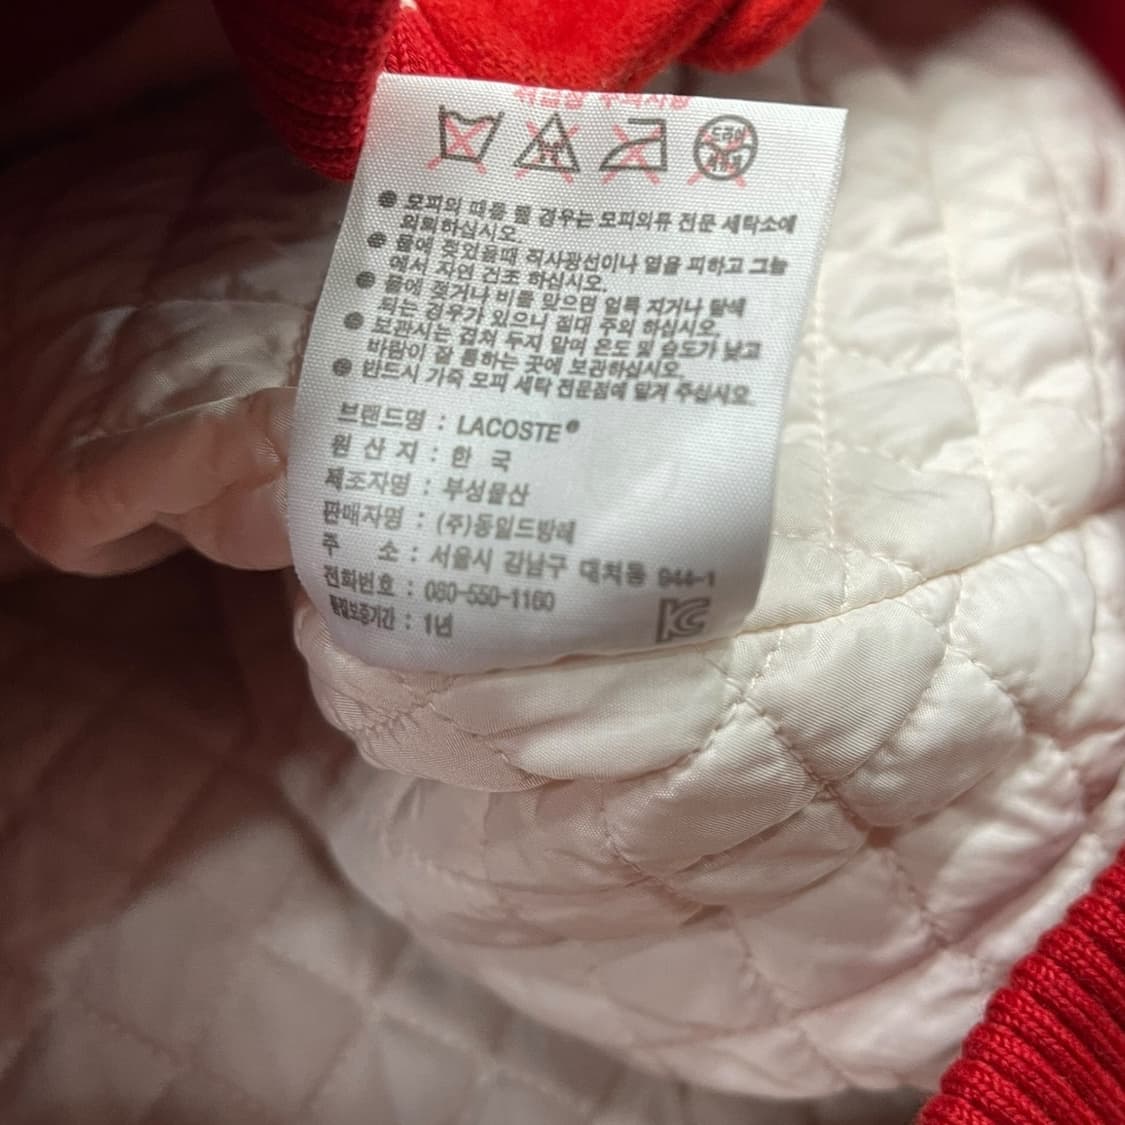 취급상 주의사항
드라이
● 모피의 때를 뺄 경우는 모피의류 전문 세탁소에
의뢰하십시오.
● 물에 젖었을때 직사광선이나 열을 피하고 그늘
에서 자연 건조 하십시오.
● 물에 젖거나 비를 맞으면 얼룩 지거나 탈색
되는 경우가 있으니 절대 주의 하십시오.
● 보관시는 겹쳐 두지 말며 온도 및 습도가 낮고
바람이 잘 통하는 곳에 보관하십시오.
● 반드시 가죽 모피 세탁 전문점에 맡겨 주십시오.
브랜드명 : LACOSTE®
원 산 지 : 한 국
제조자명 : 부성물산
판매자명 : (주)동일드방레
주 소 : 서울시 강남구 대치동 944-1
전화번호 : 080-550-1160
품질보증기간 : 1년